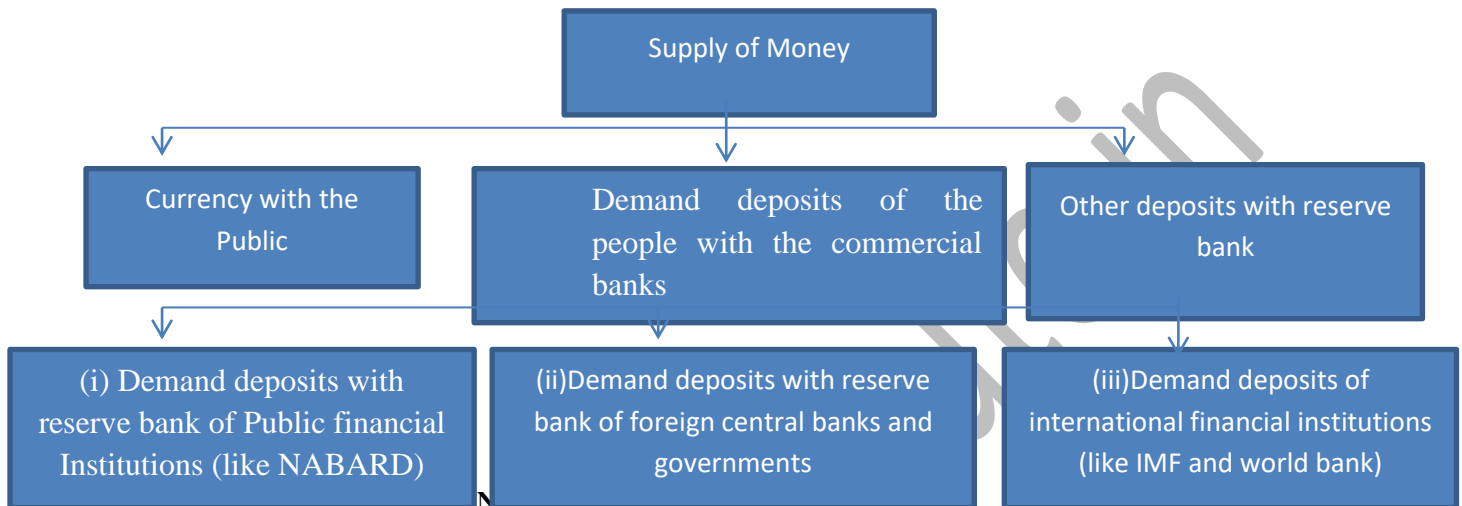 Supply of Money
Currency with the
Public
Demand deposits of the
people with the commercial
banks
Other deposits with reserve
bank
(i) Demand deposits with
reserve bank of Public financial
Institutions (like NABARD)
(ii)Demand deposits with reserve
bank of foreign central banks and
governments
(iii)Demand deposits of
international financial institutions
(like IMF and world bank)